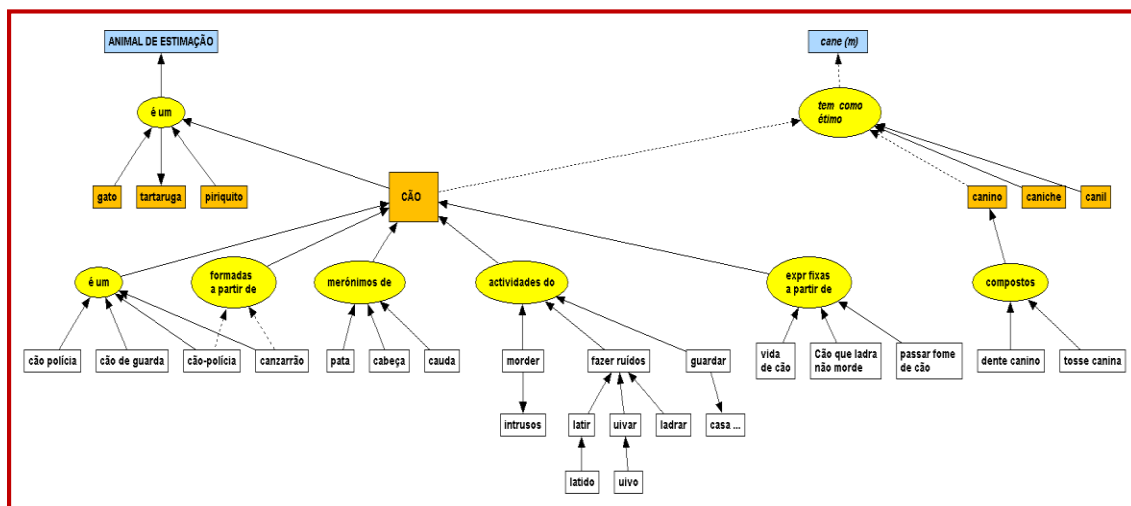 ANIMAL DE ESTIMAÇÃO
cane (m)
é um
tem como
étimo
gato
tartaruga
piriquito
CÃO
canino
caniche
canil
é um
formadas
a partir de
merónimos de
actividades do
expr fixas
a partir de
compostos
cão polícia
cão de guarda
cão-polícia
canzarrão
pata
cabeça
cauda
morder
fazer ruídos
guardar
vida
de cão
Cão que ladra
não morde
passar fome
de cão
dente canino
tosse canina
intrusos
latir
uivar
ladrar
casa ...
latido
uivo